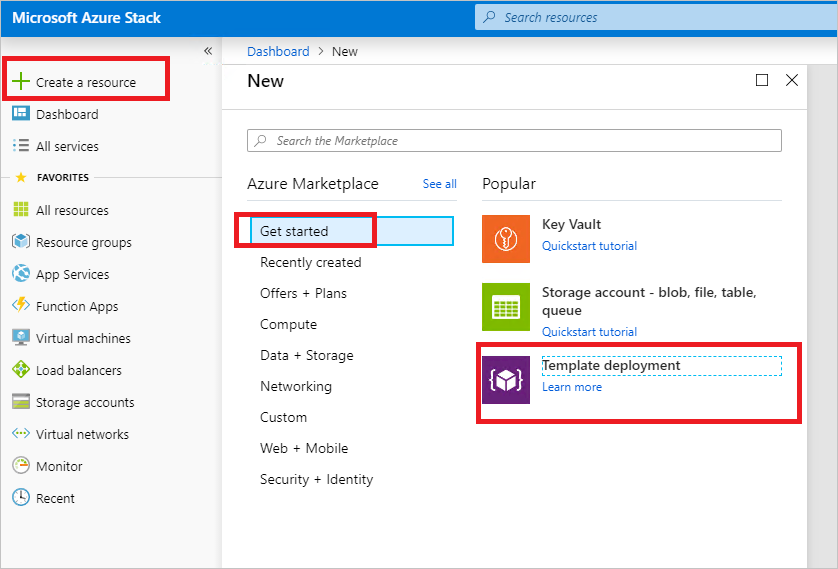 Microsoft Azure Stack
Search resources
«
Create a resource
Dashboard
All services
FAVORITES
All resources
Resource groups
App Services
Function Apps
Virtual machines
Load balancers
Storage accounts
Virtual networks
Monitor
Recent
Dashboard > New
New
Search the Marketplace
Azure Marketplace
See all
Get started
Recently created
Offers + Plans
Compute
Data + Storage
Networking
Custom
Web + Mobile
Security + Identity
Popular
Key Vault
Quickstart tutorial
Storage account - blob, file, table,
queue
Quickstart tutorial
Template deployment
Learn more